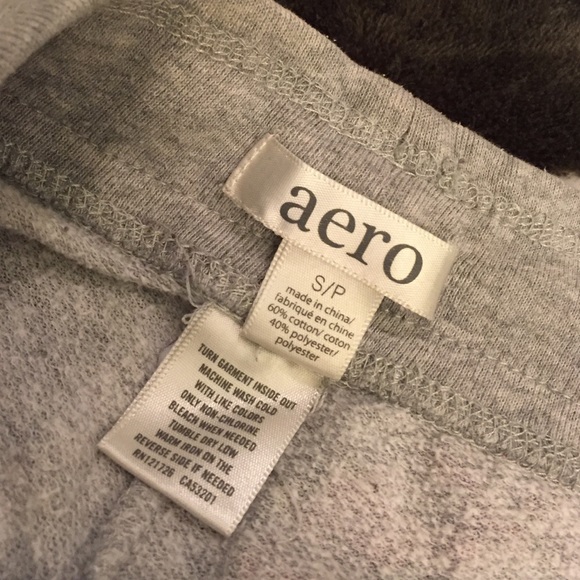 aero
S/P
made in china/
fabriqué en chine
60% cotton/ coton
40% polyester/
polyester
TURN GARMENT INSIDE OUT
MACHINE WASH COLD
WITH LIKE COLORS
ONLY NON-CHLORINE
BLEACH WHEN NEEDED
TUMBLE DRY LOW
WARM IRON ON THE
REVERSE SIDE IF NEEDED
RN121726 CA53201